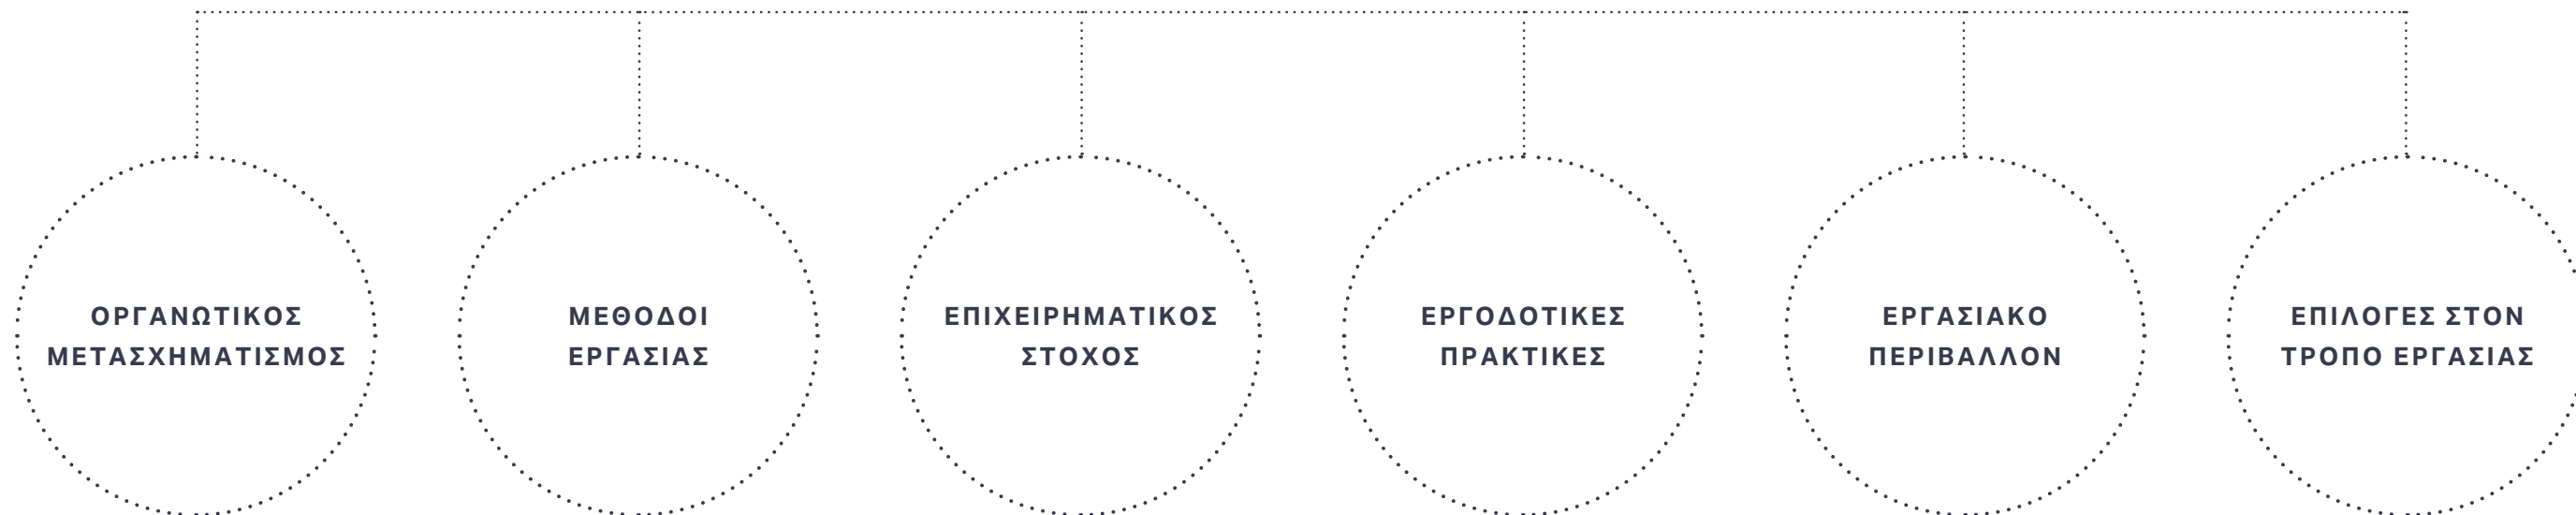 ΟΡΓΑΝΩΤΙΚΟΣ
ΜΕΤΑΣΧΗΜΑΤΙΣΜΟΣ
ΜΕΘΟΔΟΙ
ΕΡΓΑΣΙΑΣ
ΕΠΙΧΕΙΡΗΜΑΤΙΚΟΣ
ΣΤΟΧΟΣ
ΕΡΓΟΔΟΤΙΚΕΣ
ΠΡΑΚΤΙΚΕΣ
ΕΡΓΑΣΙΑΚΟ
ΠΕΡΙΒΑΛΛΟΝ
ΕΠΙΛΟΓΕΣ ΣΤΟΝ
ΤΡΟΠΟ ΕΡΓΑΣΙΑΣ